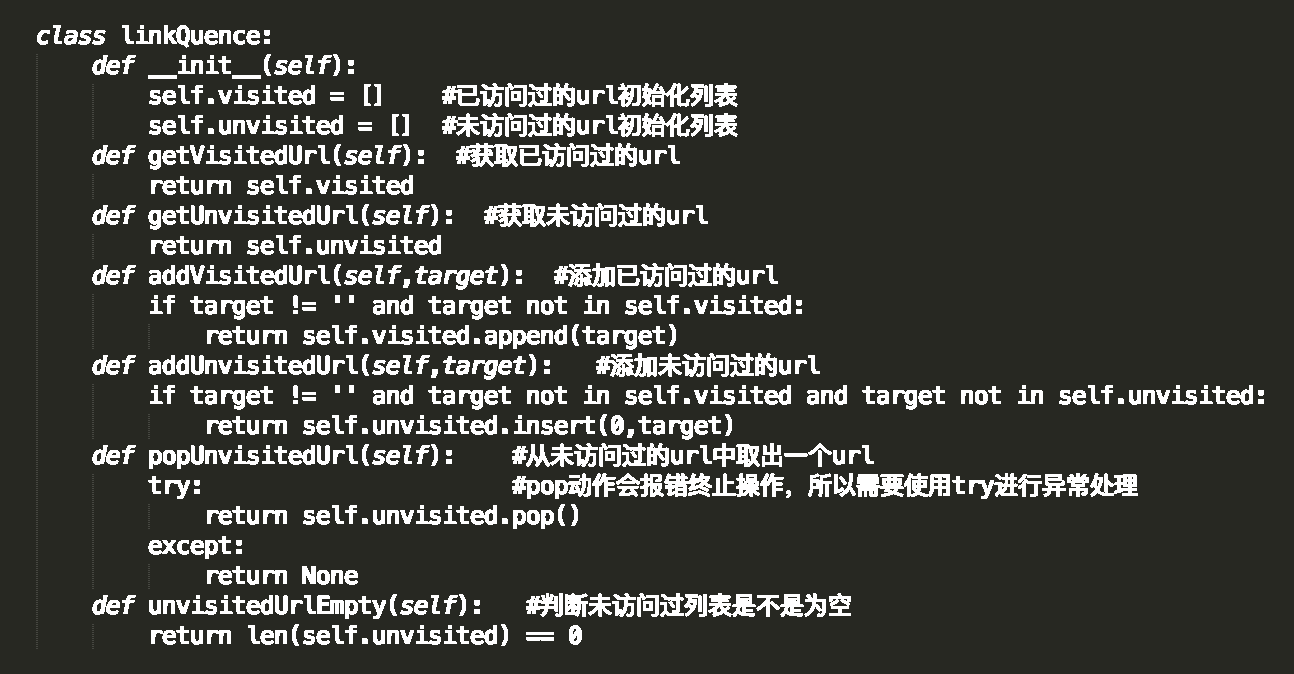 class linkQuence:
    def __init__(self):
        self.visited = []    #已访问过的url初始化列表
        self.unvisited = []  #未访问过的url初始化列表
    def getVisitedUrl(self):  #获取已访问过的url
        return self.visited
    def getUnvisitedUrl(self):  #获取未访问过的url
        return self.unvisited
    def addVisitedUrl(self,target):  #添加已访问过的url
        if target != '' and target not in self.visited:
            return self.visited.append(target)
    def addUnvisitedUrl(self,target):   #添加未访问过的url
        if target != '' and target not in self.visited and target not in self.unvisited:
            return self.unvisited.insert(0,target)
    def popUnvisitedUrl(self):    #从未访问过的url中取出一个url
        try:                      #pop动作会报错终止操作，所以需要使用try进行异常处理
            return self.unvisited.pop()
        except:
            return None
    def unvisitedUrlEmpty(self):   #判断未访问过列表是不是为空
        return len(self.unvisited) == 0